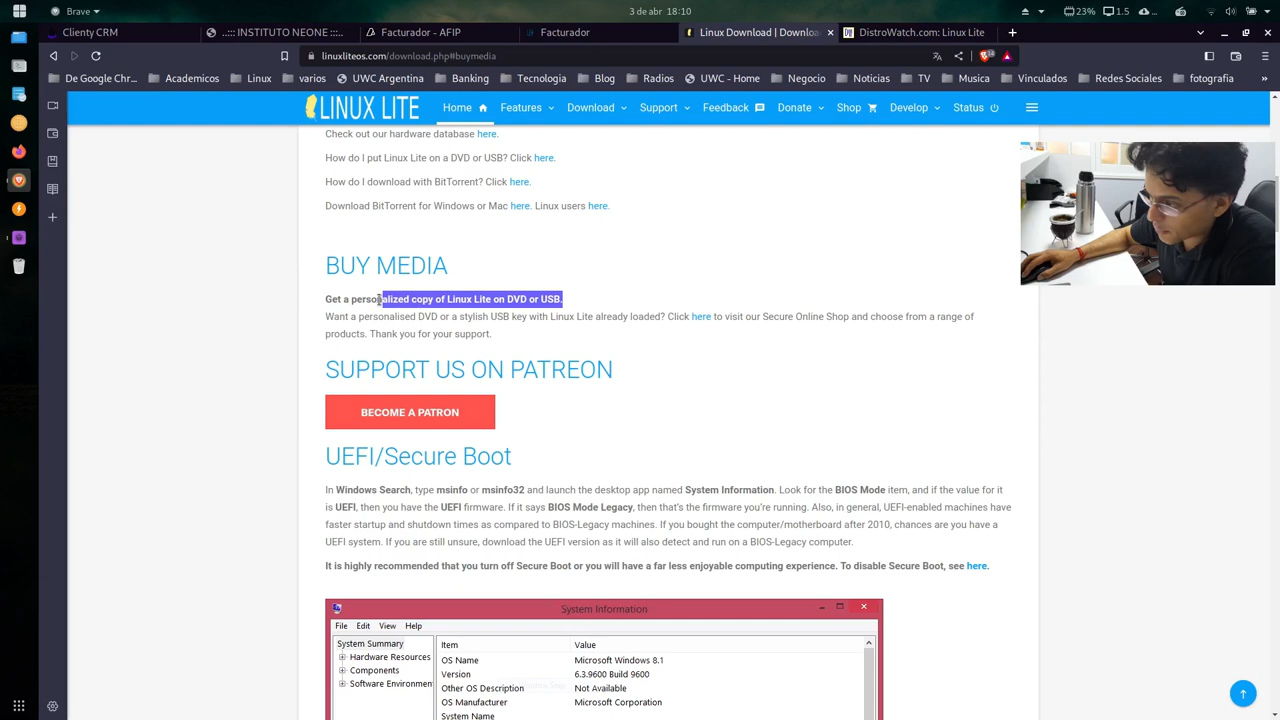 Brave
3 de abr 18:10
23%
1.5
Clienty CRM
..::: INSTITUTO NEONE :::..
Facturador - AFIP
Facturador
Linux Download | Downloa
DistroWatch.com: Linux Lite
linuxliteos.com/download.php#buymedia
De Google Chr...
Academicos
Linux
varios
UWC Argentina
Banking
Tecnologia
Blog
Radios
UWC - Home
Negocio
Noticias
TV
Musica
Vinculados
Redes Sociales
fotografia
LINUX LITE
Home
Features
Download
Support
Feedback
Donate
Shop
Develop
Status
Check out our hardware database here.
How do I put Linux Lite on a DVD or USB? Click here.
How do I download with BitTorrent? Click here.
Download BitTorrent for Windows or Mac here. Linux users here.
BUY MEDIA
Get a personalized copy of Linux Lite on DVD or USB.
Want a personalised DVD or a stylish USB key with Linux Lite already loaded? Click here to visit our Secure Online Shop and choose from a range of
products. Thank you for your support.
SUPPORT US ON PATREON
BECOME A PATRON
UEFI/Secure Boot
In Windows Search, type msinfo or msinfo32 and launch the desktop app named System Information. Look for the BIOS Mode item, and if the value for it
is UEFI, then you have the UEFI firmware. If it says BIOS Mode Legacy, then that's the firmware you're running. Also, in general, UEFI-enabled machines have
faster startup and shutdown times as compared to BIOS-Legacy machines. If you bought the computer/motherboard after 2010, chances are you have a
UEFI system. If you are still unsure, download the UEFI version as it will also detect and run on a BIOS-Legacy computer.
It is highly recommended that you turn off Secure Boot or you will have a far less enjoyable computing experience. To disable Secure Boot, see here.
System Information
File Edit View Help
System Summary
Hardware Resources
Components
Software Environmen
Item Value
OS Name Microsoft Windows 8.1
Version 6.3.9600 Build 9600
Other OS Description Not Available
OS Manufacturer Microsoft Corporation
System Name